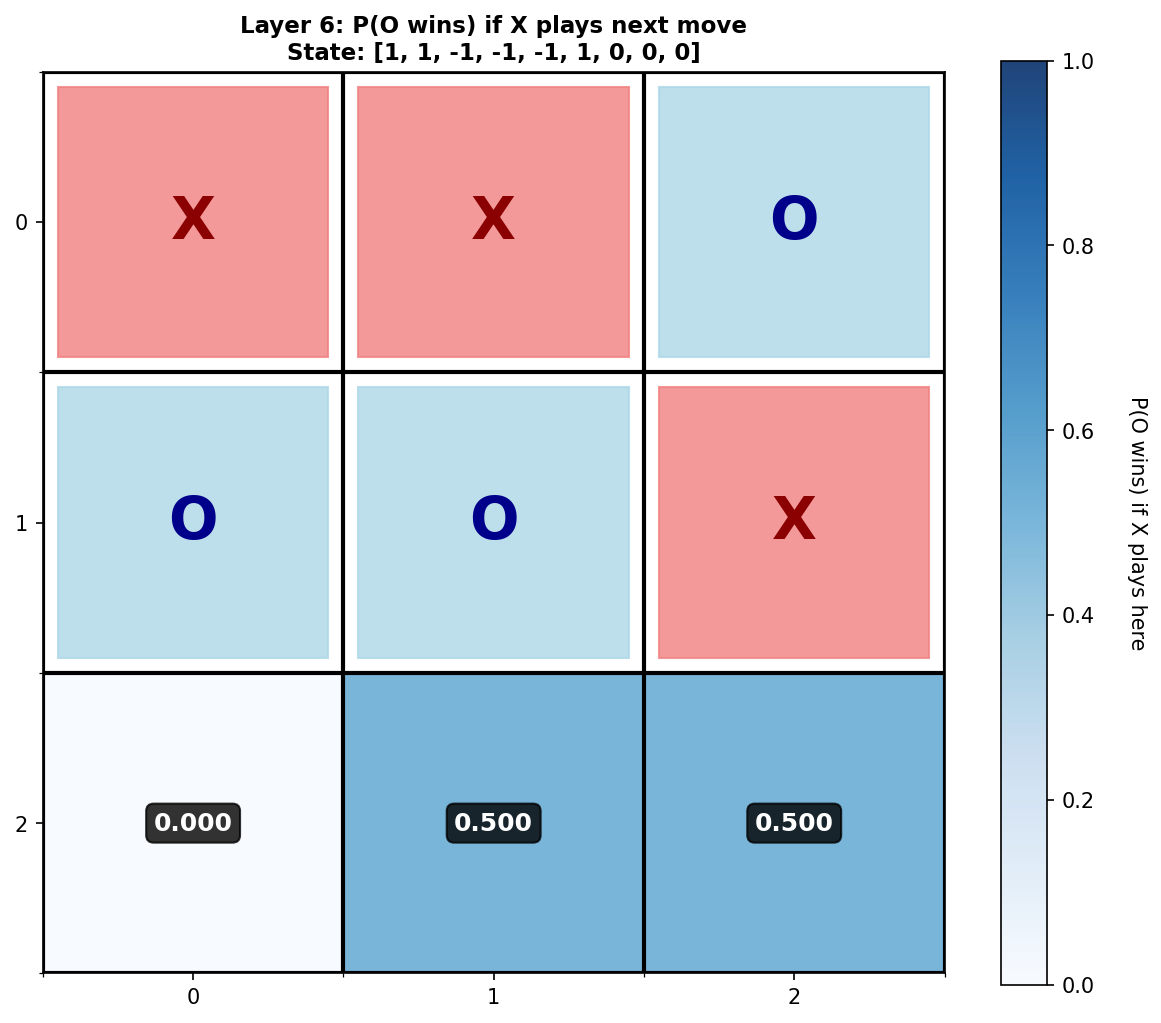 Layer 6: P(O wins) if X plays next move
State: [1, 1, -1, -1, -1, 1, 0, 0, 0]
0
X
X
O
1
O
O
X
2
0.000
0.500
0.500
0
1
2
1.0
0.8
0.6
0.4
0.2
0.0
P(O wins) if X plays here